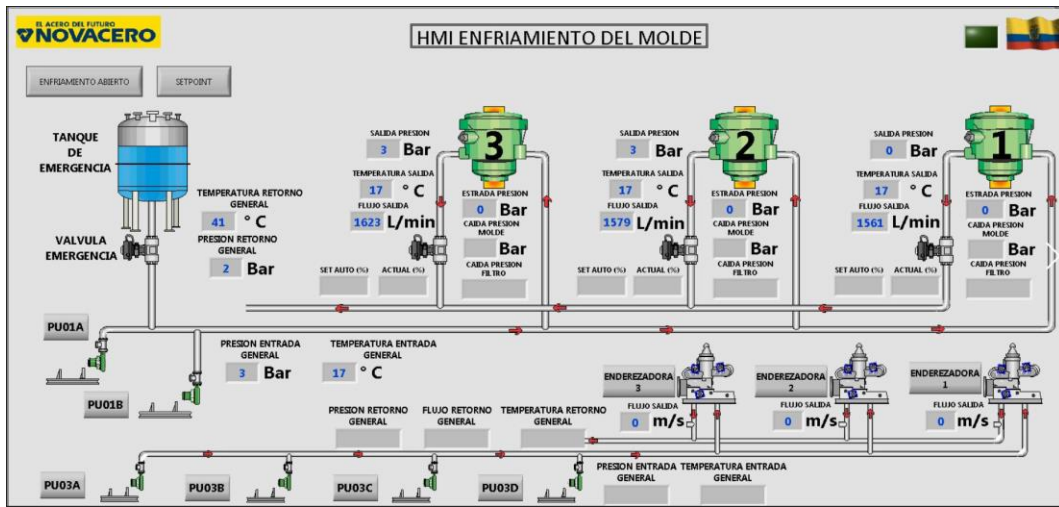 EL ACERO DEL FUTURO
NOVACERO
HMI ENFRIAMIENTO DEL MOLDE
ENFRIAMIENTO ABIERTO
SETPOINT
TANQUE
DE
EMERGENCIA
VALVULA
EMERGENCIA
TEMPERATURA RETORNO
GENERAL
41 ° C
PRESION RETORNO
GENERAL
2 Bar
SALIDA PRESION
3 Bar
TEMPERATURA SALIDA
17 ° C
FLUJO SALIDA
1623 L/min
SET AUTO (%)
ACTUAL (%)
3
ESTRADA PRESION
0 Bar
CAIDA PRESION
MOLDE
Bar
CAIDA PRESION
FILTRO
SALIDA PRESION
3 Bar
TEMPERATURA SALIDA
17 ° C
FLUJO SALIDA
1579 L/min
SET AUTO (%)
ACTUAL (%)
2
ESTRADA PRESION
0 Bar
CAIDA PRESION
MOLDE
Bar
CAIDA PRESION
FILTRO
SALIDA PRESION
0 Bar
TEMPERATURA SALIDA
17 ° C
FLUJO SALIDA
1561 L/min
SET AUTO (%)
ACTUAL (%)
1
ESTRADA PRESION
0 Bar
CAIDA PRESION
MOLDE
Bar
CAIDA PRESION
FILTRO
PU01A
PU01B
PRESION ENTRADA
GENERAL
3 Bar
TEMPERATURA ENTRADA
GENERAL
17 ° C
ENDEREZADORA
3
FLUJO SALIDA
0 m/s
ENDEREZADORA
2
FLUJO SALIDA
0 m/s
ENDEREZADORA
1
FLUJO SALIDA
0 m/s
PRESION RETORNO
GENERAL
FLUJO RETORNO
GENERAL
TEMPERATURA RETORNO
GENERAL
PU03A
PU03B
PU03C
PU03D
PRESION ENTRADA
GENERAL
TEMPERATURA ENTRADA
GENERAL